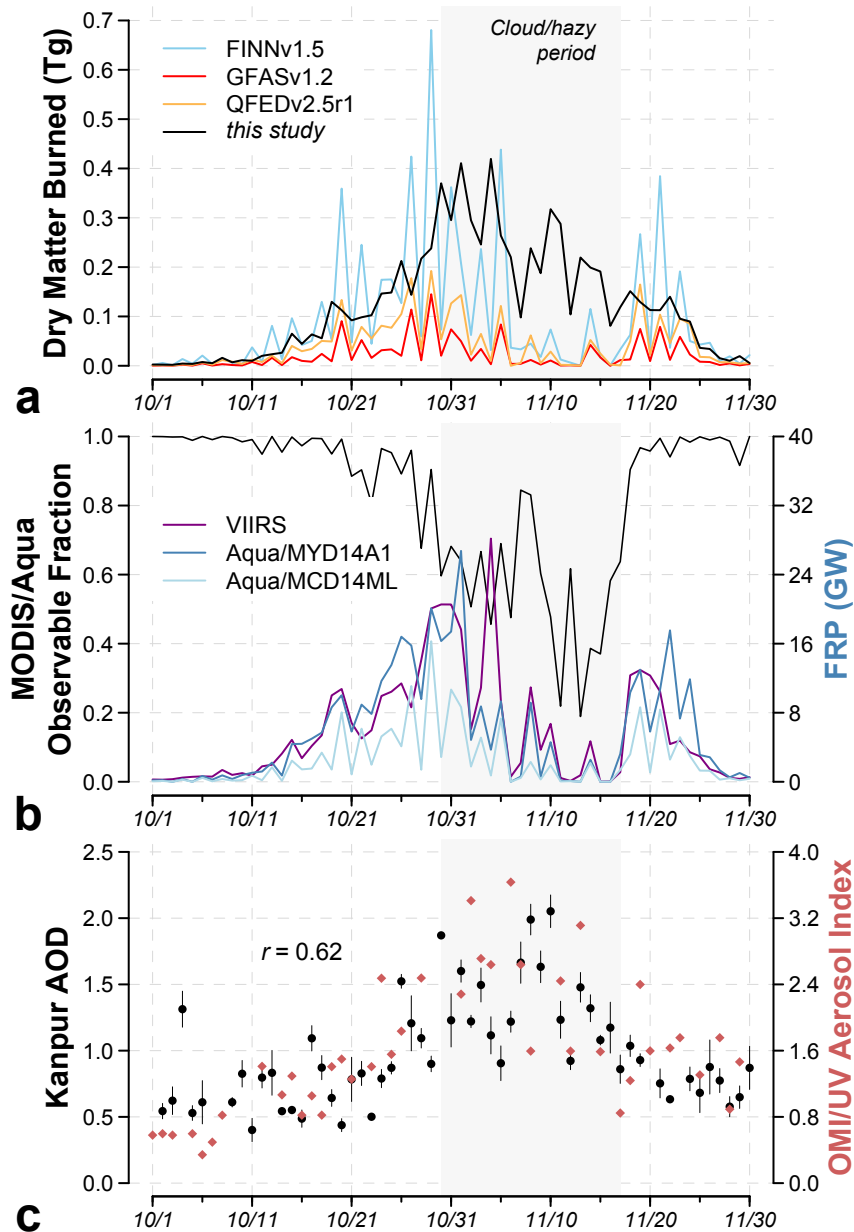 0.7
0.6
0.5
0.4
0.3
0.2
0.1
0.0
Dry Matter Burned (Tg)
FINNv1.5
GFASv1.2
QFEDv2.5r1
this study
Cloud/hazy
period
10/1 10/11 10/21 10/31 11/10 11/20 11/30
a
1.0
0.8
0.6
0.4
0.2
0.0
MODIS/Aqua
Observable Fraction
VIIRS
Aqua/MYD14A1
Aqua/MCD14ML
40
32
24
16
8
0
FRP (GW)
10/1 10/11 10/21 10/31 11/10 11/20 11/30
b
2.5
2.0
1.5
1.0
0.5
0.0
Kanpur AOD
r = 0.62
4.0
3.2
2.4
1.6
0.8
0.0
OMI/UV Aerosol Index
10/1 10/11 10/21 10/31 11/10 11/20 11/30
c